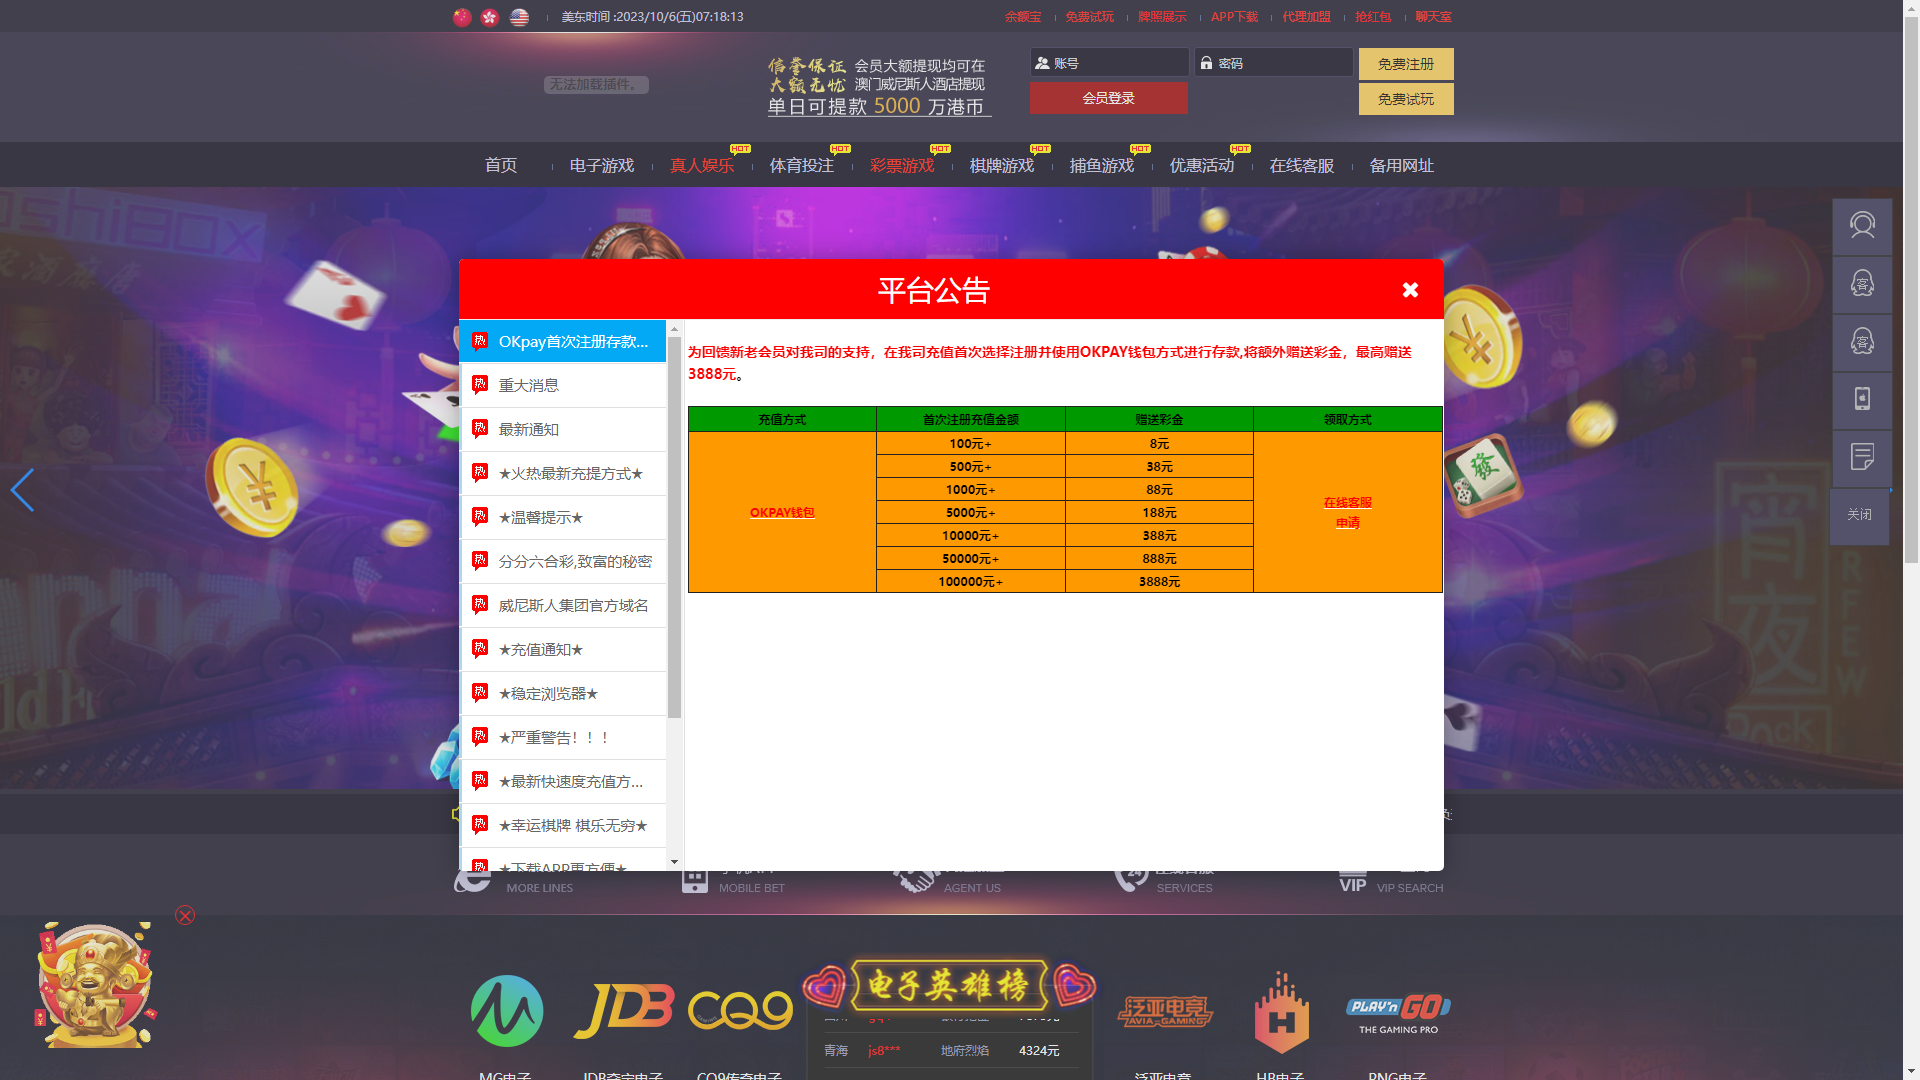 美东时间 :2023/10/6(五)07:18:13
余额宝
免费试玩
牌照展示
APP下载
代理加盟
抢红包
聊天室
无法加载插件。
信誉保证 会员大额提现均可在
大额无忧 澳门威尼斯人酒店提现
单日可提款 5000 万港币
账号
密码
免费注册
会员登录
免费试玩
首页
电子游戏
真人娱乐
HOT
体育投注
HOT
彩票游戏
HOT
棋牌游戏
HOT
捕鱼游戏
HOT
优惠活动
HOT
在线客服
备用网址
平台公告
热 OKpay首次注册存款...
热 重大消息
热 最新通知
热 ★火热最新充提方式★
热 ★温馨提示★
热 分分六合彩,致富的秘密
热 威尼斯人集团官方域名
热 ★充值通知★
热 ★稳定浏览器★
热 ★严重警告！！！
热 ★最新快速度充值方...
热 ★幸运棋牌 棋乐无穷★
热 ★下载APP更方便★
为回馈新老会员对我司的支持，在我司充值首次选择注册并使用OKPAY钱包方式进行存款,将额外赠送彩金，最高赠送
3888元。
充值方式 首次注册充值金额 赠送彩金 领取方式
100元+ 8元
500元+ 38元
1000元+ 88元
5000元+ 188元
10000元+ 388元
50000元+ 888元
100000元+ 3888元
OKPAY钱包
在线客服
申请
客
客
关闭
發
宵夜
MORE LINES
MOBILE BET
AGENT US
24
SERVICES
VIP
VIP SEARCH
JDB
CQ9
GAMING
电子英雄榜
青海 js8*** 地府烈焰 4324元
泛亚电竞
AVIA-GAMING
H
PLAY'n GO
THE GAMING PRO
MG电子
JDB夺宝电子
CQ9传奇电子
泛亚电竞
HB电子
PNG电子